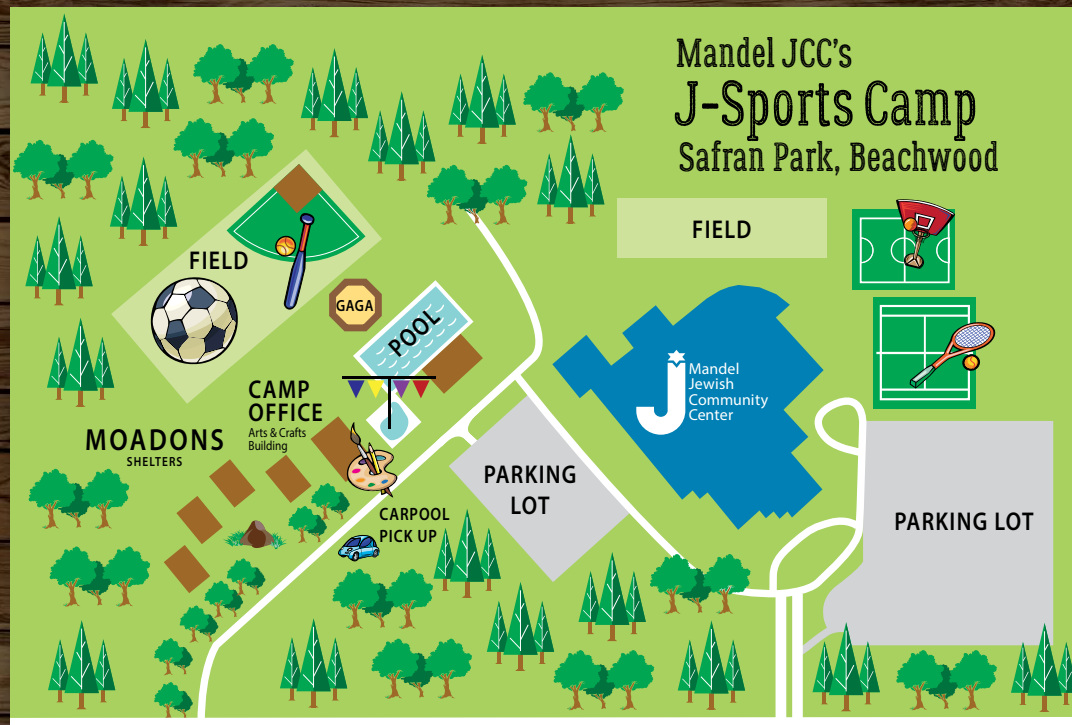 Mandel JCC's
J-Sports Camp
Safran Park, Beachwood
FIELD
FIELD
GAGA
POOL
Mandel
Jewish
Community
Center
CAMP
OFFICE
Arts & Crafts
Building
MOADONS
SHELTERS
PARKING
LOT
CARPOOL
PICK UP
PARKING LOT